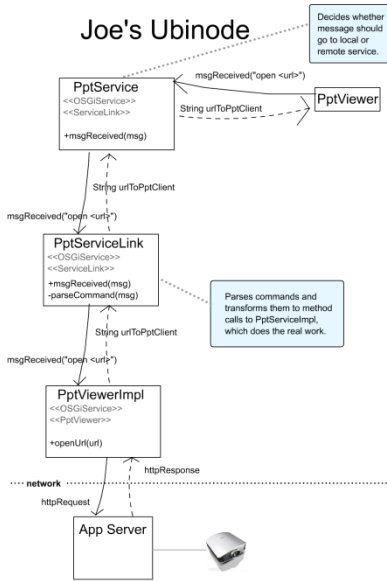 Joe's Ubinode
Decides whether
message should
go to local or
remote service.
msgReceived("open <url>")
PptService
<<OSGiService>>
<<ServiceLink>>
+msgReceived(msg)
String urlToPptClient
PptViewer
String urlToPptClient
msgReceived("open <url>")
PptServiceLink
<<OSGiService>>
<<ServiceLink>>
+msgReceived(msg)
-parseCommand(msg)
Parses commands and
transforms them to method
calls to PptServiceImpl,
which does the real work.
String urlToPptClient
msgReceived("open <url>")
PptViewerImpl
<<OSGiService>>
<<PptViewer>>
+openUrl(url)
httpResponse
network
httpRequest
App Server